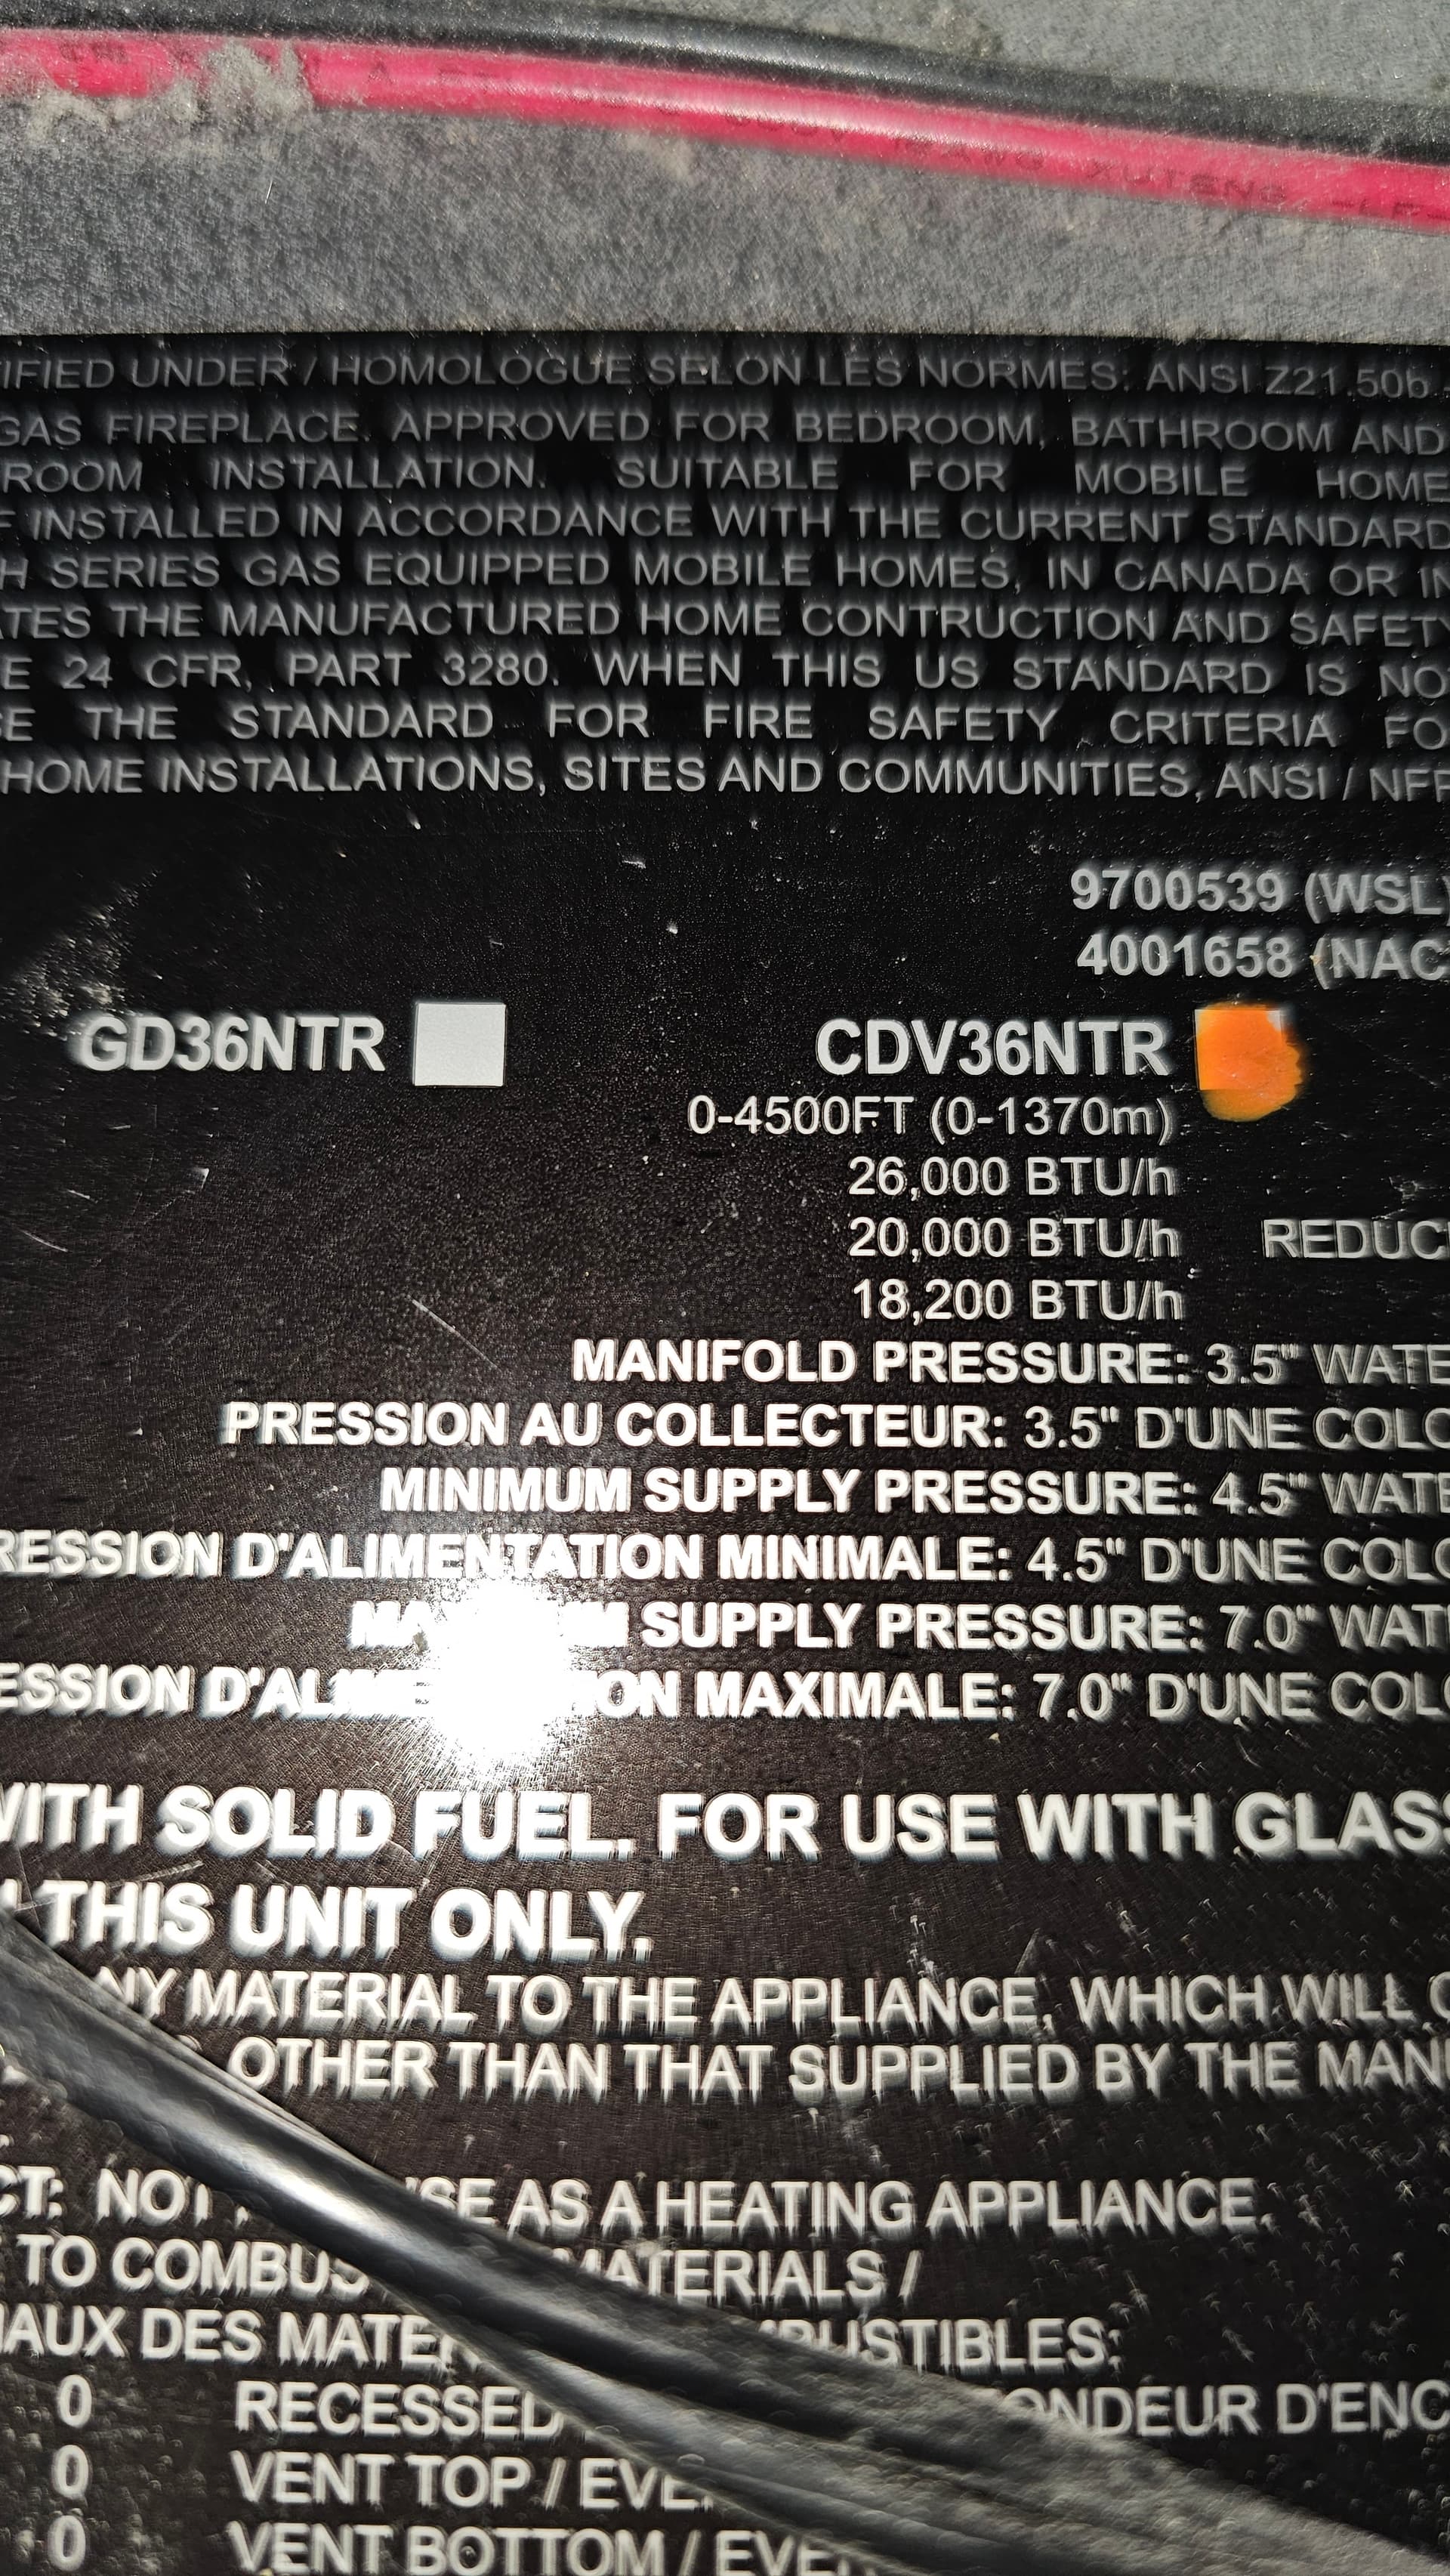 IFIED UNDER / HOMOLOGUE SELON LES NORMES: ANSI Z21.50b
GAS FIREPLACE. APPROVED FOR BEDROOM, BATHROOM AND
ROOM INSTALLATION. SUITABLE FOR MOBILE HOME
INSTALLED IN ACCORDANCE WITH THE CURRENT STANDARD
H SERIES GAS EQUIPPED MOBILE HOMES, IN CANADA OR IN
ATES THE MANUFACTURED HOME CONTRUCTION AND SAFETY
E 24 CFR, PART 3280. WHEN THIS US STANDARD IS NO
E THE STANDARD FOR FIRE SAFETY CRITERIA FO
HOME INSTALLATIONS, SITES AND COMMUNITIES, ANSI / NFP
9700539 (WSL)
4001658 (NAC
GD36NTR CDV36NTR
0-4500FT (0-1370m)
26,000 BTU/h
20,000 BTU/h REDUC
18,200 BTU/h
MANIFOLD PRESSURE: 3.5" WATE
PRESSION AU COLLECTEUR: 3.5" D'UNE COLO
MINIMUM SUPPLY PRESSURE: 4.5" WATE
RESSION D'ALIMENTATION MINIMALE: 4.5" D'UNE COLO
SUPPLY PRESSURE: 7.0" WAT
ESSION MAXIMALE: 7.0" D'UNE COLO
WITH SOLID FUEL. FOR USE WITH GLAS
THIS UNIT ONLY.
NY MATERIAL TO THE APPLIANCE, WHICH WILL
OTHER THAN THAT SUPPLIED BY THE MAN
CT: NOT SE AS A HEATING APPLIANCE.
TO COMBUS MATERIALS /
AUX DES MATE USTIBLES:
0 RECESSED ONDEUR D'ENC
0 VENT TOP / EVE
0 VENT BOTTOM / EVE